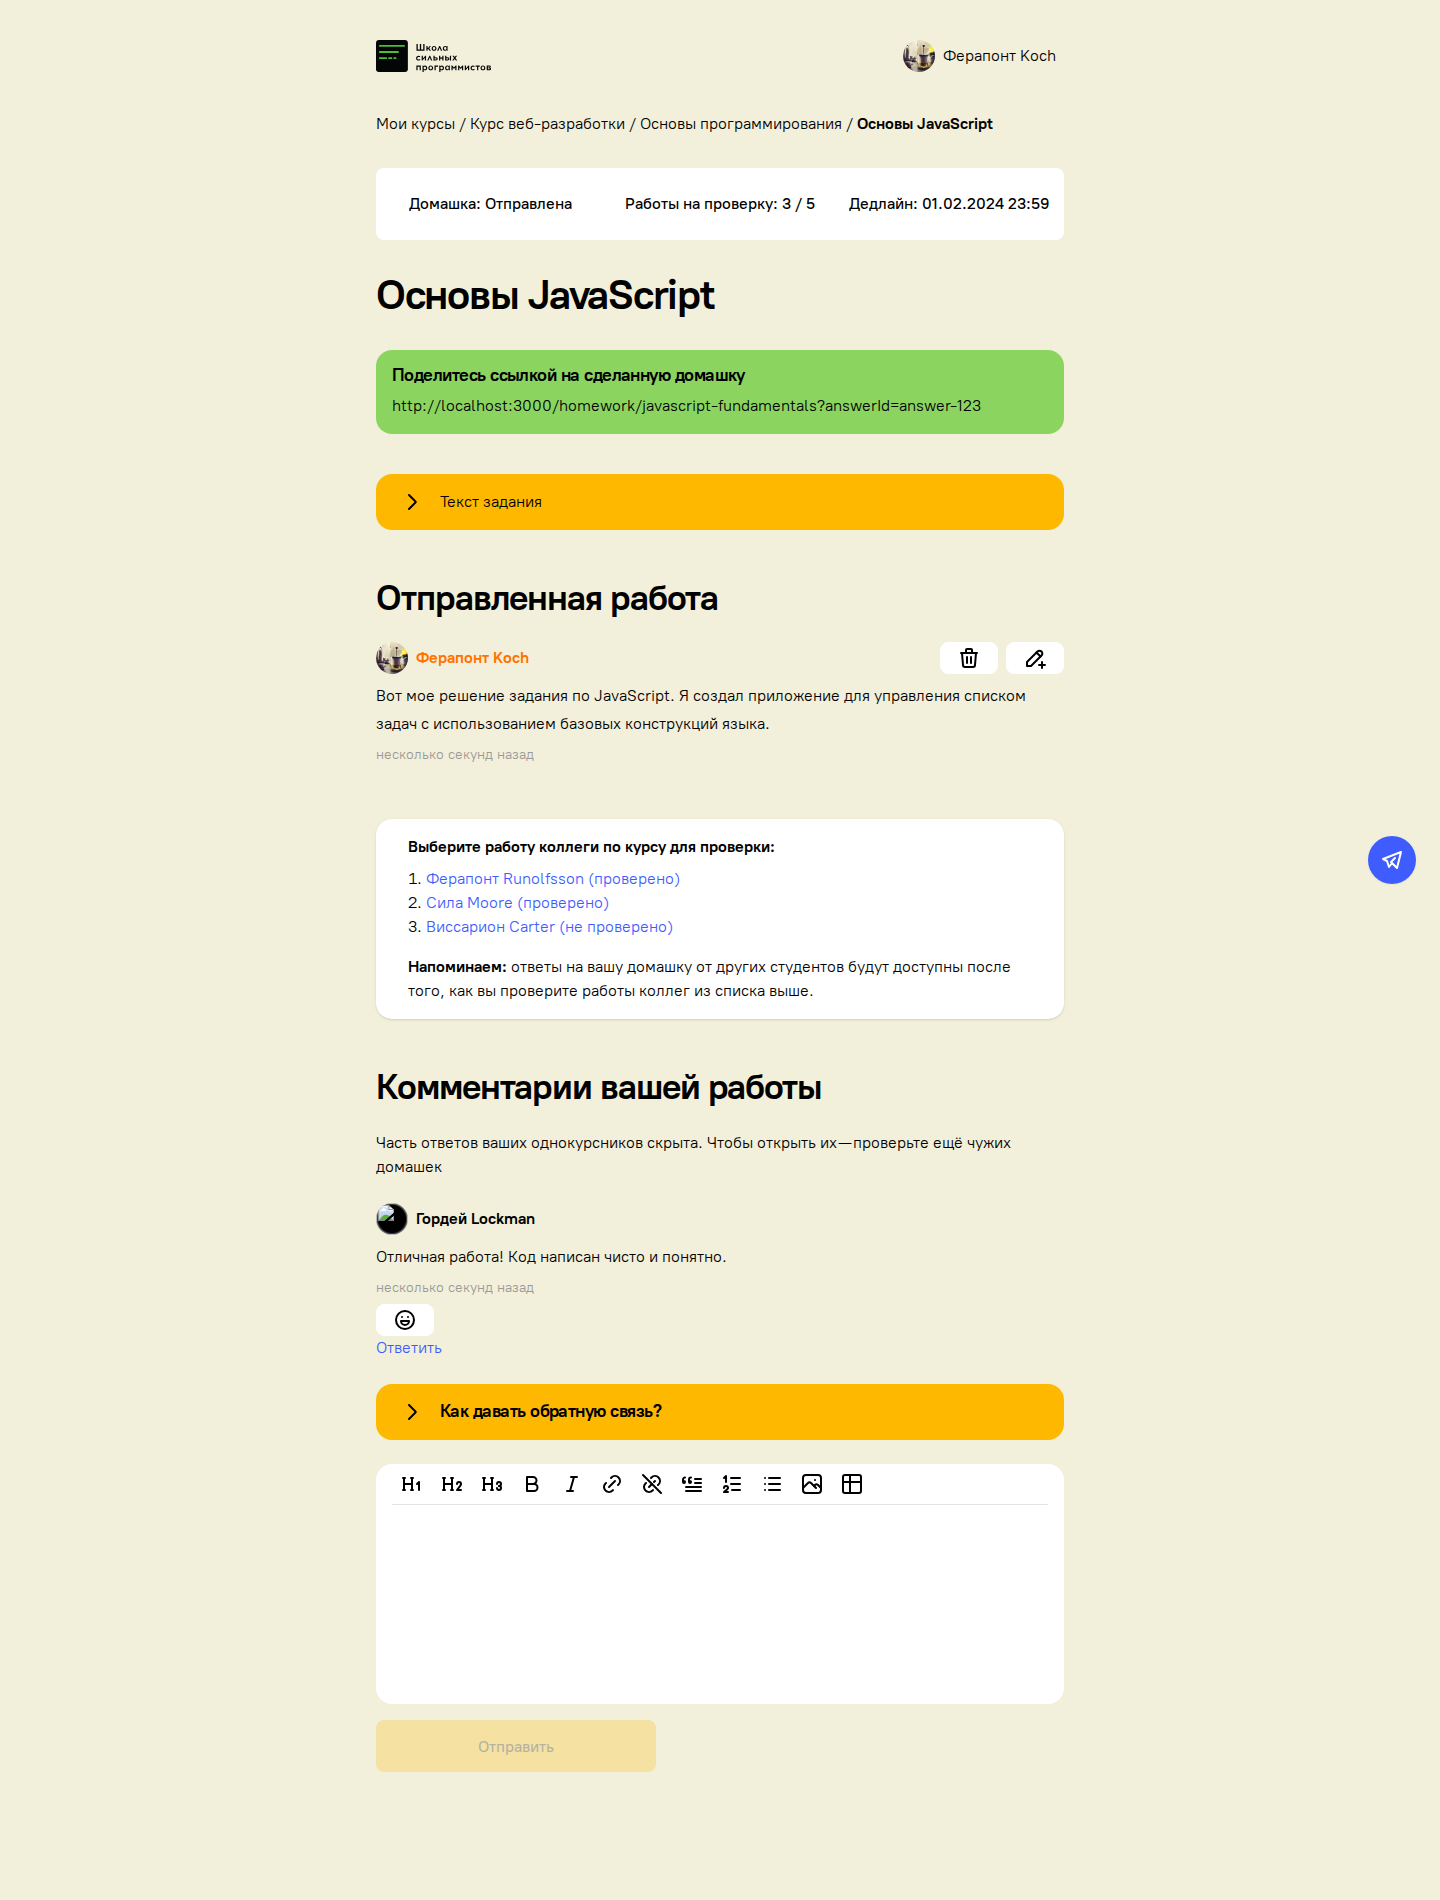 Школа
сильных
программистов
Ферапонт Koch
Мои курсы / Курс веб-разработки / Основы программирования / Основы JavaScript
Домашка: Отправлена
Работы на проверку: 3 / 5
Дедлайн: 01.02.2024 23:59
Основы JavaScript
Поделитесь ссылкой на сделанную домашку
http://localhost:3000/homework/javascript-fundamentals?answerId=answer-123
Текст задания
Отправленная работа
Ферапонт Koch
Вот мое решение задания по JavaScript. Я создал приложение для управления списком
задач с использованием базовых конструкций языка.
несколько секунд назад
Выберите работу коллеги по курсу для проверки:
1. Ферапонт Runolfsson (проверено)
2. Сила Moore (проверено)
3. Виссарион Carter (не проверено)
Напоминаем: ответы на вашу домашку от других студентов будут доступны после
того, как вы проверите работы коллег из списка выше.
Комментарии вашей работы
Часть ответов ваших однокурсников скрыта. Чтобы открыть их — проверьте ещё чужих
домашек
Гордей Lockman
Отличная работа! Код написан чисто и понятно.
несколько секунд назад
Ответить
Как давать обратную связь?
H1 H2 H3 B I
Отправить